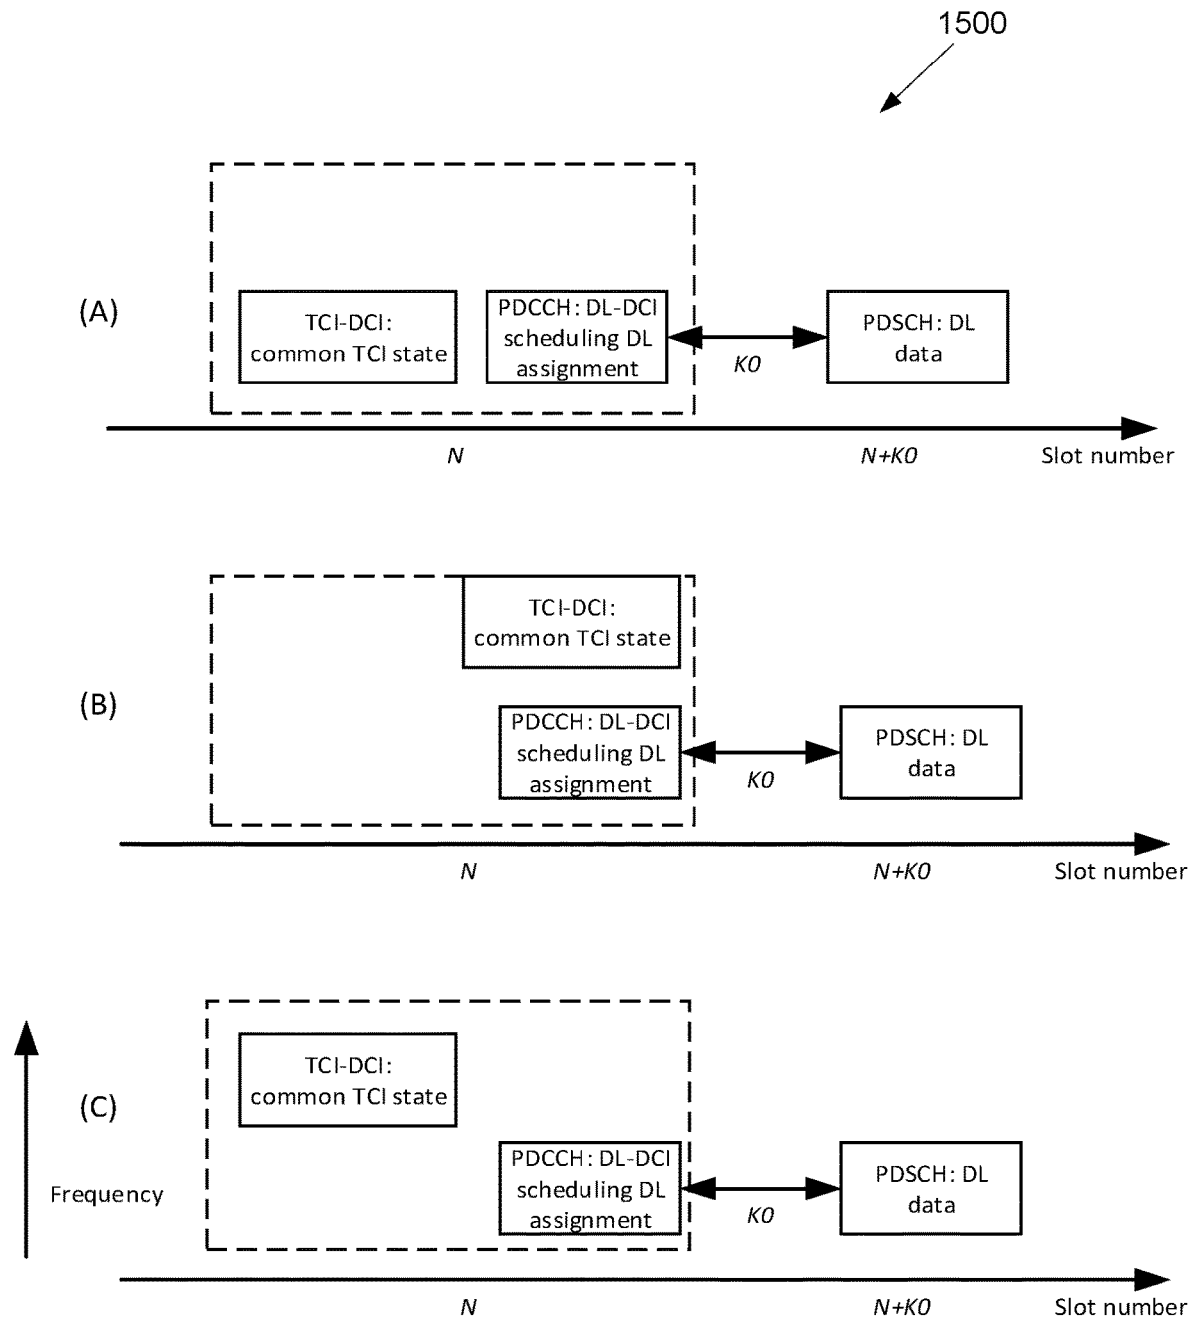 1500
(A)
TCI-DCI:
common TCI state
PDCCH: DL-DCI
scheduling DL
assignment
K0
PDSCH: DL
data
N
N+K0
Slot number
(B)
TCI-DCI:
common TCI state
PDCCH: DL-DCI
scheduling DL
assignment
K0
PDSCH: DL
data
N
N+K0
Slot number
(C)
Frequency
TCI-DCI:
common TCI state
PDCCH: DL-DCI
scheduling DL
assignment
K0
PDSCH: DL
data
N
N+K0
Slot number